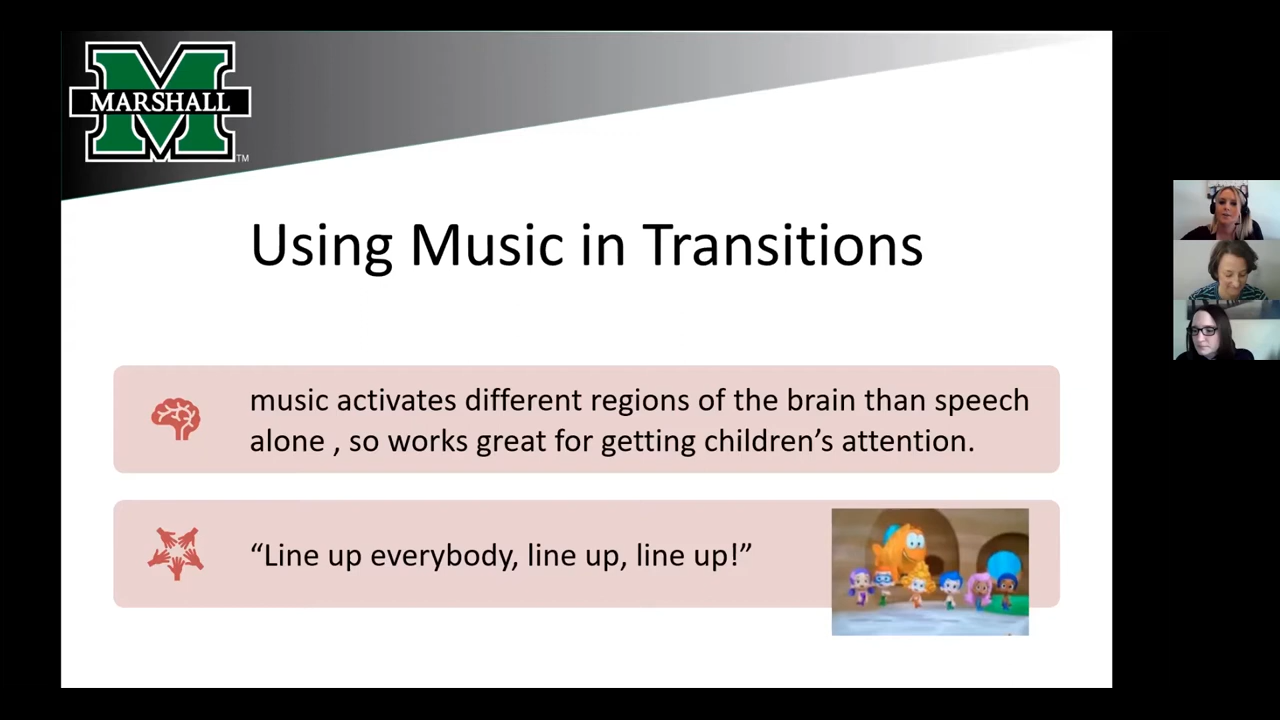 MARSHALL
TM
Using Music in Transitions
music activates different regions of the brain than speech
alone , so works great for getting children’s attention.
“Line up everybody, line up, line up!”